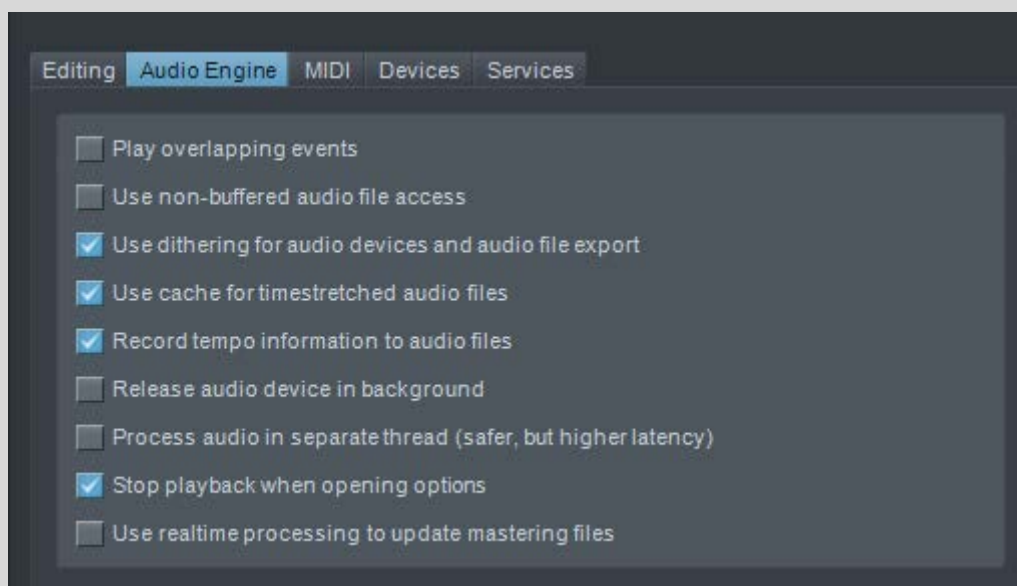 Editing Audio Engine MIDI Devices Services
Play overlapping events
Use non-buffered audio file access
Use dithering for audio devices and audio file export
Use cache for timestretched audio files
Record tempo information to audio files
Release audio device in background
Process audio in separate thread (safer, but higher latency)
Stop playback when opening options
Use realtime processing to update mastering files